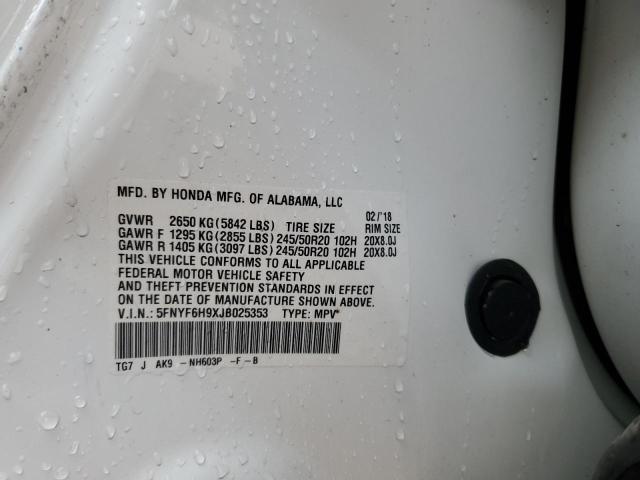 MFD. BY HONDA MFG. OF ALABAMA, LLC
GVWR 2650 KG(5842 LBS) TIRE SIZE 02/'18 RIM SIZE
GAWR F 1295 KG(2855 LBS)245/50R20 102H 20X8.0J
GAWR R 1405 KG(3097 LBS)245/50R20 102H 20X8.0J
THIS VEHICLE CONFORMS TO ALL APPLICABLE
FEDERAL MOTOR VEHICLE SAFETY
AND THEFT PREVENTION STANDARDS IN EFFECT
ON THE DATE OF MANUFACTURE SHOWN ABOVE.
V.I.N.: 5FNYF6H9XJB025353 TYPE: MPV
TG7 J AK9 -NH603P -F-B